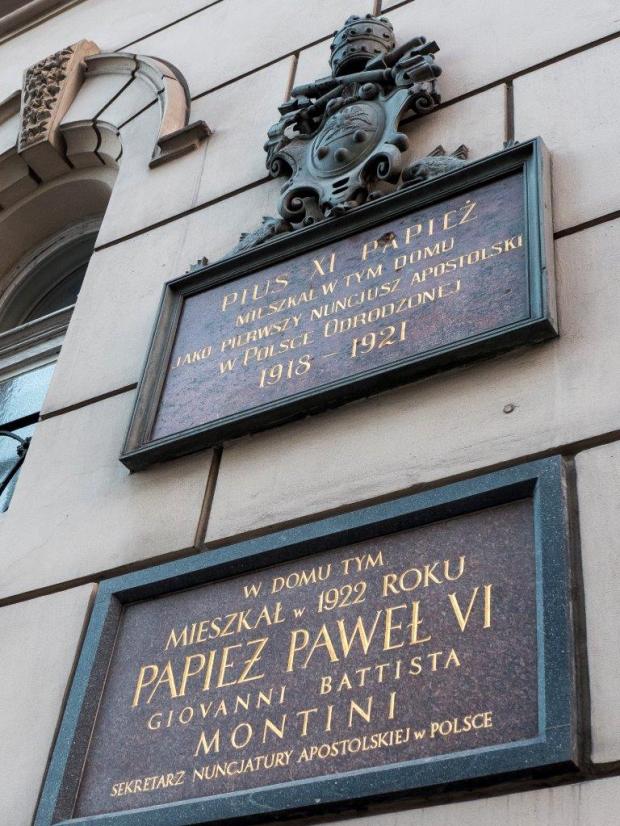 PIUS XI PAPIEŻ
MIESZKAŁ W TYM DOMU
JAKO PIERWSZY NUNCJUSZ APOSTOLSKI
W POLSCE ODRODZONEJ
1918 - 1921
W DOMU TYM
MIESZKAŁ w 1922 ROKU
PAPIEŻ PAWEŁ VI
GIOVANNI BATTISTA
MONTINI
SEKRETARZ NUNCJATURY APOSTOLSKIEJ w POLSCE